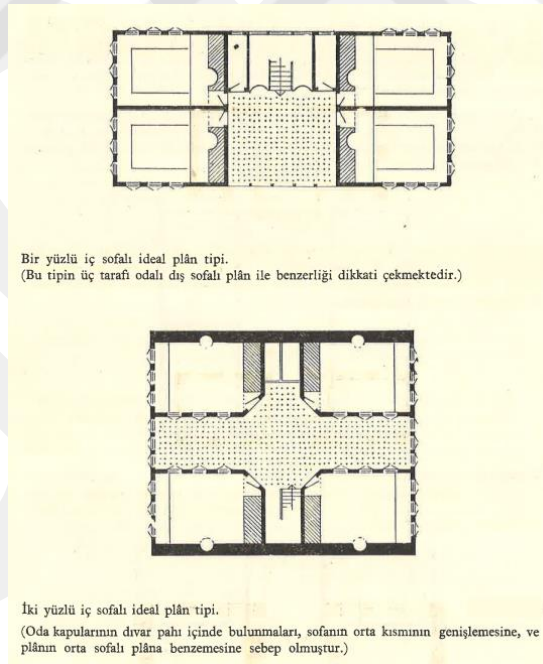 Bir yüzlü iç sofalı ideal plân tipi.
(Bu tipin üç tarafı odalı dış sofalı plân ile benzerliği dikkati çekmektedir.)
İki yüzlü iç sofalı ideal plân tipi.
(Oda kapılarının dıvar pahı içinde bulunmaları, sofanın orta kısmının genişlemesine, ve
plânın orta sofalı plâna benzemesine sebep olmuştur.)